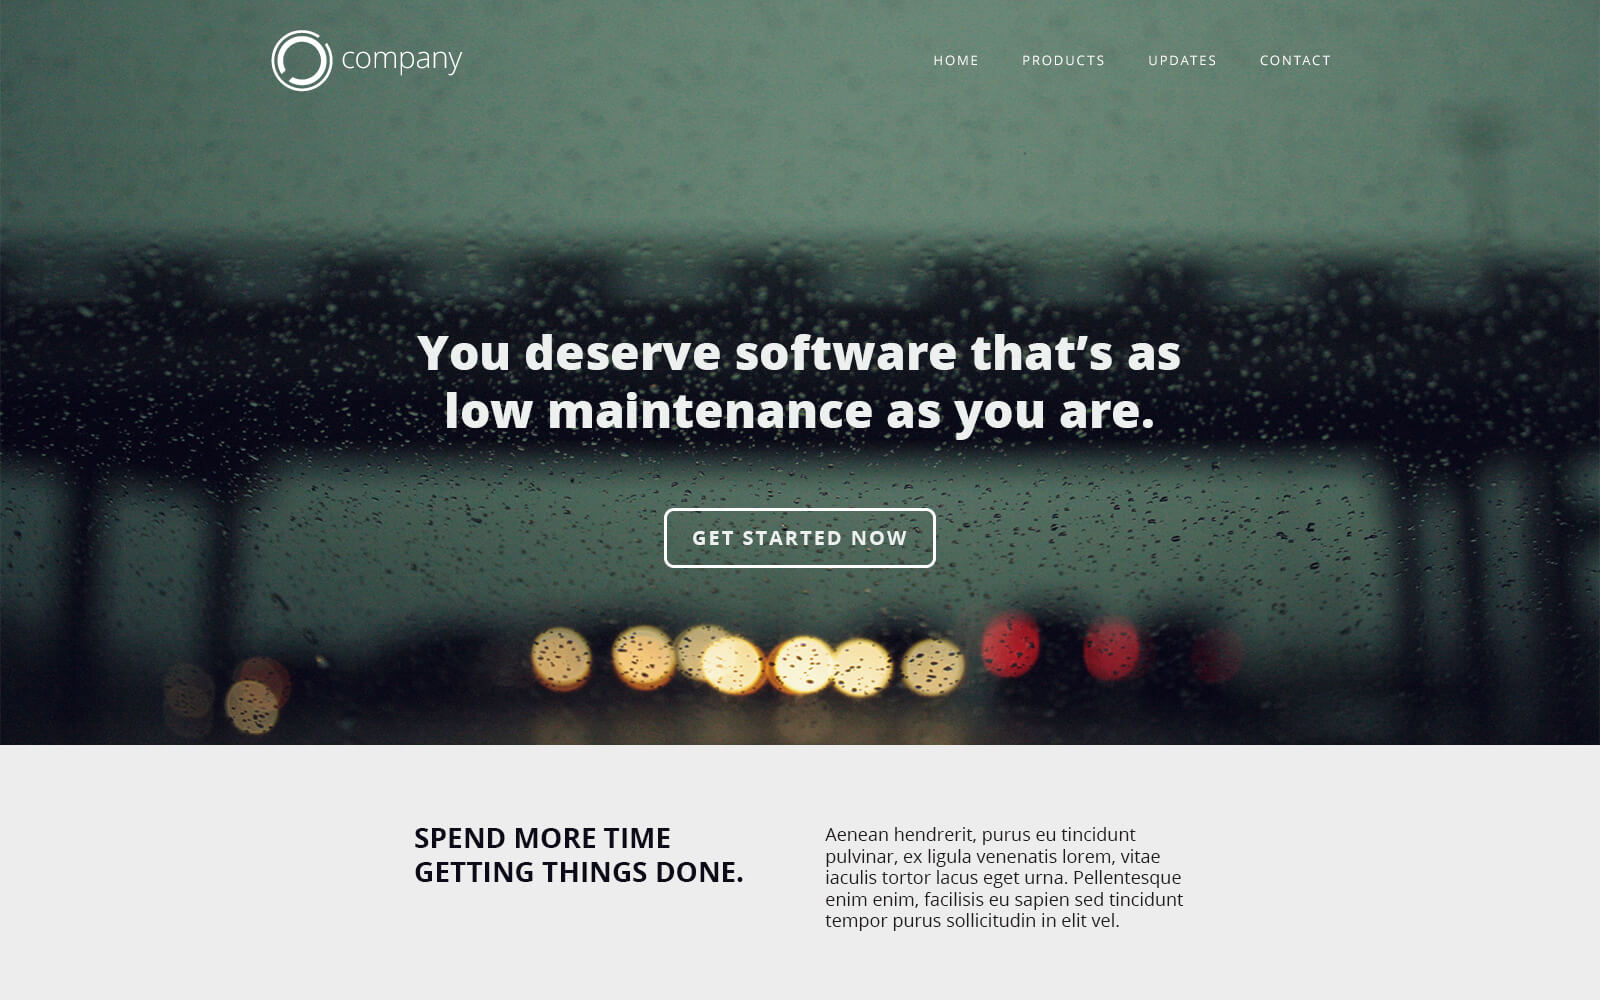 company
HOME PRODUCTS UPDATES CONTACT
You deserve software that’s as
low maintenance as you are.
GET STARTED NOW
SPEND MORE TIME
GETTING THINGS DONE.
Aenean hendrerit, purus eu tincidunt
pulvinar, ex ligula venenatis lorem, vitae
iaculis tortor lacus eget urna. Pellentesque
enim enim, facilisis eu sapien sed tincidunt
tempor purus sollicitudin in elit vel.